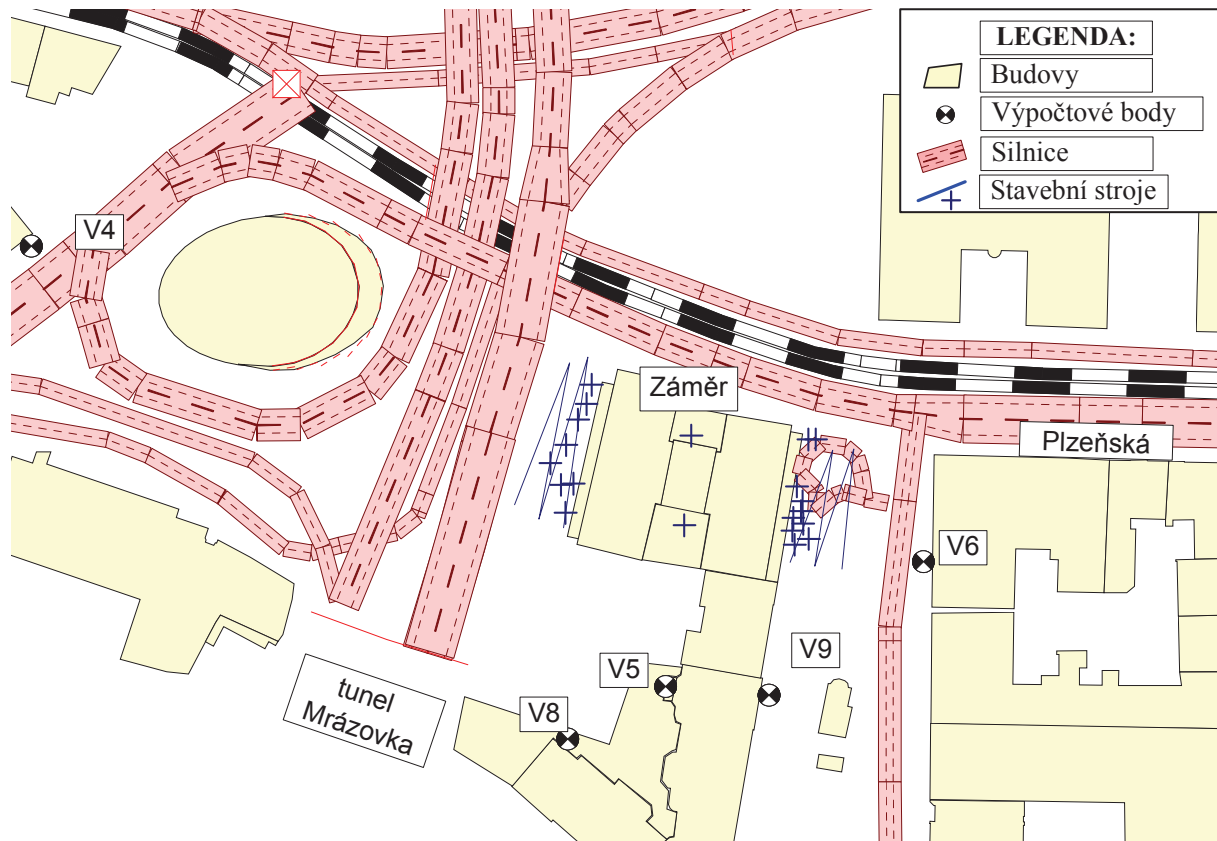 LEGENDA:
Budovy
Výpočtové body
Silnice
Stavební stroje
V4
Záměr
Plzeňská
V6
V9
V5
V8
tunel
Mrázovka